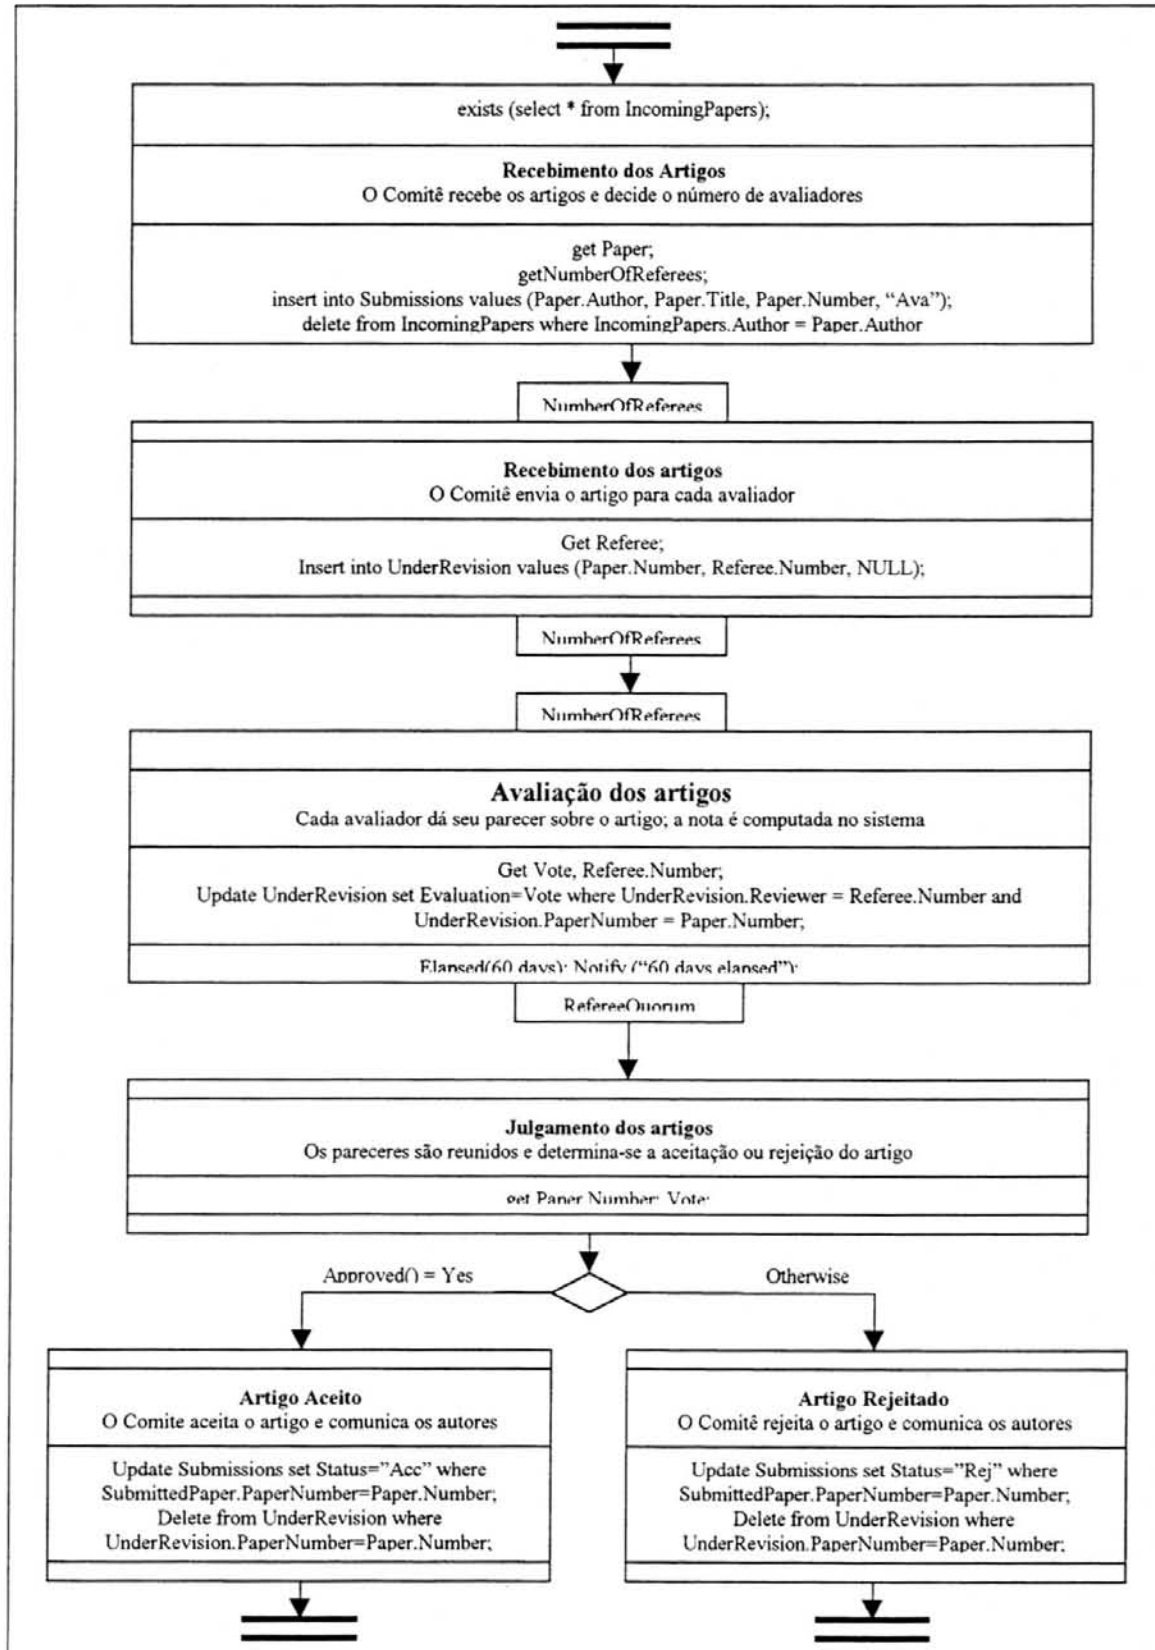 exists (select * from IncomingPapers);
Recebimento dos Artigos
O Comitê recebe os artigos e decide o número de avaliadores
get Paper;
getNumberOfReferees;
insert into Submissions values (Paper.Author, Paper.Title, Paper.Number, “Ava”);
delete from IncomingPapers where IncomingPapers.Author = Paper.Author
NumberOfReferees
Recebimento dos artigos
O Comitê envia o artigo para cada avaliador
Get Referee;
Insert into UnderRevision values (Paper.Number, Referee.Number, NULL);
NumberOfReferees
NumberOfReferees
Avaliação dos artigos
Cada avaliador dá seu parecer sobre o artigo; a nota é computada no sistema
Get Vote, Referee.Number;
Update UnderRevision set Evaluation=Vote where UnderRevision.Reviewer = Referee.Number and
UnderRevision.PaperNumber = Paper.Number;
Elapsed(60 days); Notify (“60 days elapsed”);
RefereeQuorum
Julgamento dos artigos
Os pareceres são reunidos e determina-se a aceitação ou rejeição do artigo
get Paper.Number; Vote;
Approved() = Yes
Otherwise
Artigo Aceito
O Comite aceita o artigo e comunica os autores
Update Submissions set Status=”Acc” where
SubmittedPaper.PaperNumber=Paper.Number;
Delete from UnderRevision where
UnderRevision.PaperNumber=Paper.Number;
Artigo Rejeitado
O Comitê rejeita o artigo e comunica os autores
Update Submissions set Status=”Rej” where
SubmittedPaper.PaperNumber=Paper.Number;
Delete from UnderRevision where
UnderRevision.PaperNumber=Paper.Number;